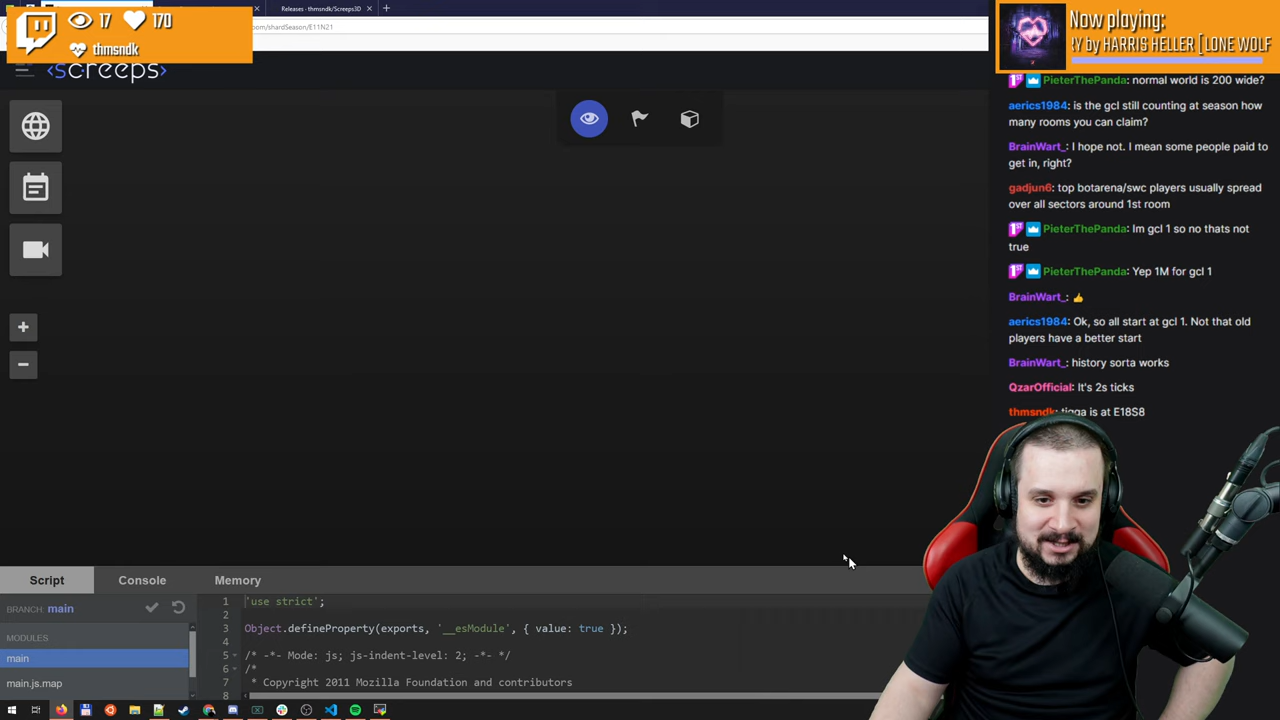 Releases · thmsndk/Screeps3D
oom/shardSeason/E11N21
17
170
thmsndk
<screeps>
Now playing:
RY by HARRIS HELLER [LONE WOLF
PieterThePanda: normal world is 200 wide?
aerics1984: is the gcl still counting at season how
many rooms you can claim?
BrainWart_: I hope not. I mean some people paid to
get in, right?
gadjun6: top botarena/swc players usually spread
over all sectors around 1st room
PieterThePanda: Im gcl 1 so no thats not
true
PieterThePanda: Yep 1M for gcl 1
BrainWart_: 👍
aerics1984: Ok, so all start at gcl 1. Not that old
players have a better start
BrainWart_: history sorta works
QzarOfficial: It's 2s ticks
thmsndk: tigga is at E18S8
Script
Console
Memory
BRANCH: main
MODULES
main
main.js.map
1 'use strict';
2
3 Object.defineProperty(exports, '__esModule', { value: true });
4
5 /* -*- Mode: js; js-indent-level: 2; -*- */
6 /*
7 * Copyright 2011 Mozilla Foundation and contributors
8